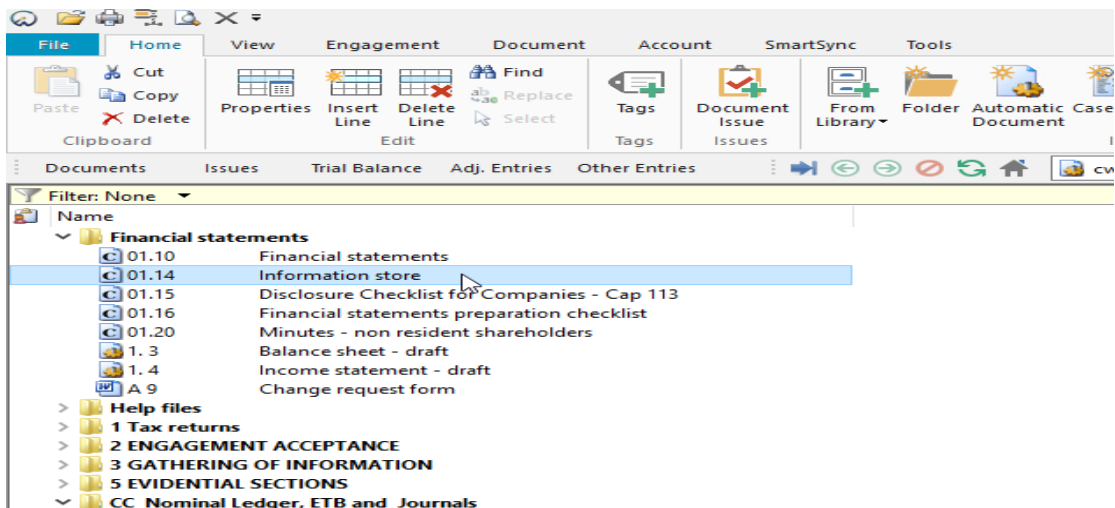 File Home View Engagement Document Account SmartSync Tools
Paste Cut Copy Delete Properties Insert Line Delete Line Find Replace Select Tags Document Issue From Library Folder Automatic Document Case
Clipboard Edit Tags Issues
Documents Issues Trial Balance Adj. Entries Other Entries cw
Filter: None
Name
Financial statements
01.10 Financial statements
01.14 Information store
01.15 Disclosure Checklist for Companies - Cap 113
01.16 Financial statements preparation checklist
01.20 Minutes - non resident shareholders
1. 3 Balance sheet - draft
1. 4 Income statement - draft
A 9 Change request form
Help files
1 Tax returns
2 ENGAGEMENT ACCEPTANCE
3 GATHERING OF INFORMATION
5 EVIDENTIAL SECTIONS
CC Nominal Ledger, ETB and Journals